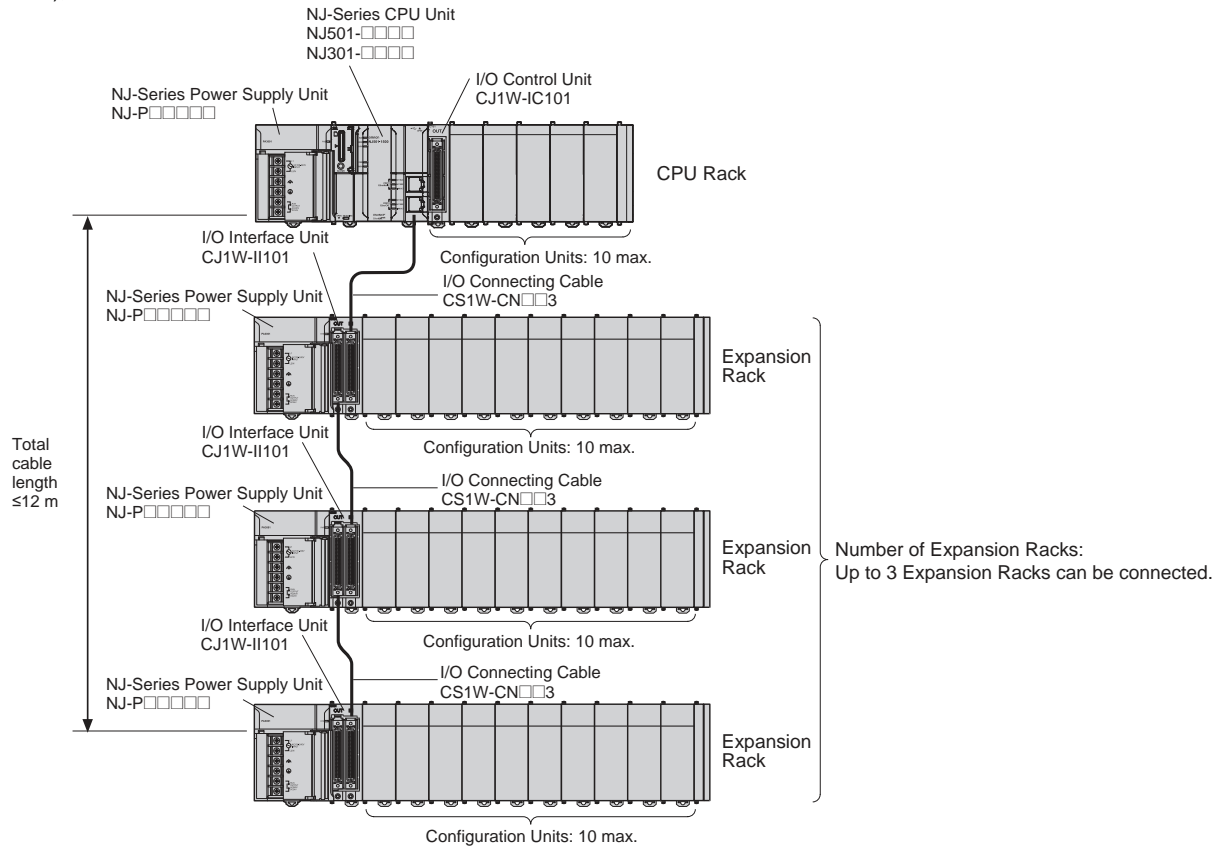 NJ-Series CPU Unit
NJ501-□□□□
NJ301-□□□□
I/O Control Unit
CJ1W-IC101
NJ-Series Power Supply Unit
NJ-P□□□□□
OUT
CPU Rack
I/O Interface Unit
CJ1W-II101
Configuration Units: 10 max.
I/O Connecting Cable
CS1W-CN□□3
NJ-Series Power Supply Unit
NJ-P□□□□□
OUT
Expansion
Rack
I/O Interface Unit
CJ1W-II101
Configuration Units: 10 max.
Total
cable
length
≤12 m
I/O Connecting Cable
CS1W-CN□□3
NJ-Series Power Supply Unit
NJ-P□□□□□
OUT
Expansion
Rack
Number of Expansion Racks:
Up to 3 Expansion Racks can be connected.
I/O Interface Unit
CJ1W-II101
Configuration Units: 10 max.
I/O Connecting Cable
CS1W-CN□□3
NJ-Series Power Supply Unit
NJ-P□□□□□
OUT
Expansion
Rack
Configuration Units: 10 max.